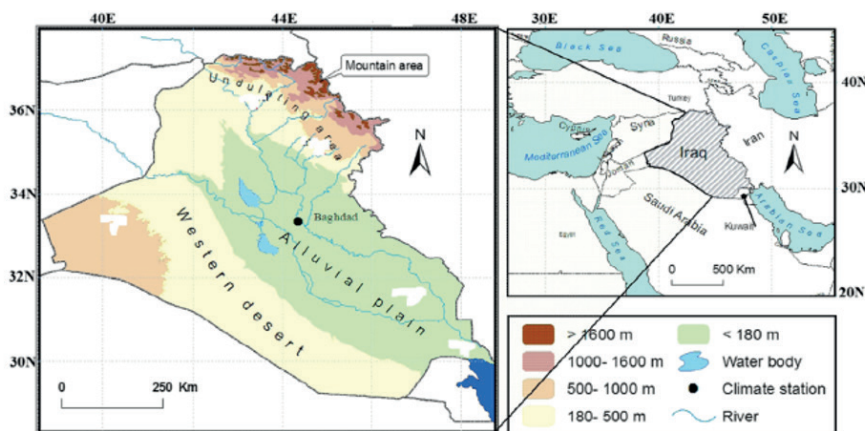 40E 44E 48E
36N
34N
32N
30N
Mountain area
Undulating area
N
Baghdad
Alluvial plain
Western desert
0 250 Km
30E 40E 50E
40N
30N
20N
Black Sea
Russia
Caspian Sea
Turkey
Cyprus
Syria
Iran
Mediterranean Sea
Iraq
N
Jordan
Saudi Arabia
Kuwait
Arabian Sea
Red Sea
0 500 Km
> 1600 m
1000- 1600 m
500- 1000 m
180- 500 m
< 180 m
Water body
Climate station
River